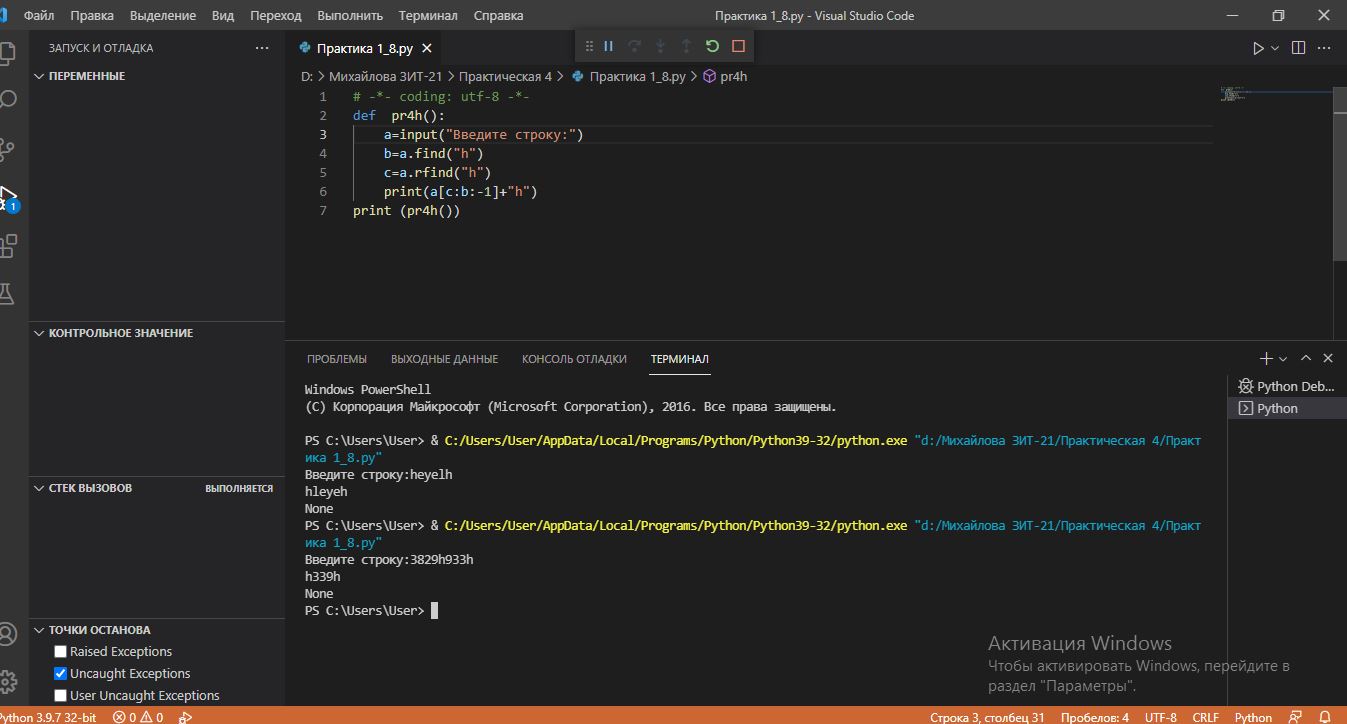 Файл Правка Выделение Вид Переход Выполнить Терминал Справка Практика 1_8.py - Visual Studio Code
ЗАПУСК И ОТЛАДКА ...
ПЕРЕМЕННЫЕ
КОНТРОЛЬНОЕ ЗНАЧЕНИЕ
СТЕК ВЫЗОВОВ ВЫПОЛНЯЕТСЯ
ТОЧКИ ОСТАНОВА
Raised Exceptions
Uncaught Exceptions
User Uncaught Exceptions
1
Практика 1_8.py
D: > Михайлова ЗИТ-21 > Практическая 4 > Практика 1_8.py > pr4h
1 # -*- coding: utf-8 -*-
2 def  pr4h():
3     a=input("Введите строку:")
4     b=a.find("h")
5     c=a.rfind("h")
6     print(a[c:b:-1]+"h")
7 print (pr4h())
ПРОБЛЕМЫ ВЫХОДНЫЕ ДАННЫЕ КОНСОЛЬ ОТЛАДКИ ТЕРМИНАЛ
Windows PowerShell
(C) Корпорация Майкрософт (Microsoft Corporation), 2016. Все права защищены.
PS C:\Users\User> & C:/Users/User/AppData/Local/Programs/Python/Python39-32/python.exe "d:/Михайлова ЗИТ-21/Практическая 4/Практ
ика 1_8.py"
Введите строку:heyelh
hleyeh
None
PS C:\Users\User> & C:/Users/User/AppData/Local/Programs/Python/Python39-32/python.exe "d:/Михайлова ЗИТ-21/Практическая 4/Практ
ика 1_8.py"
Введите строку:3829h933h
h339h
None
PS C:\Users\User>
Python Deb...
Python
Активация Windows
Чтобы активировать Windows, перейдите в
раздел "Параметры".
Python 3.9.7 32-bit 0 0 Строка 3, столбец 31 Пробелов: 4 UTF-8 CRLF Python